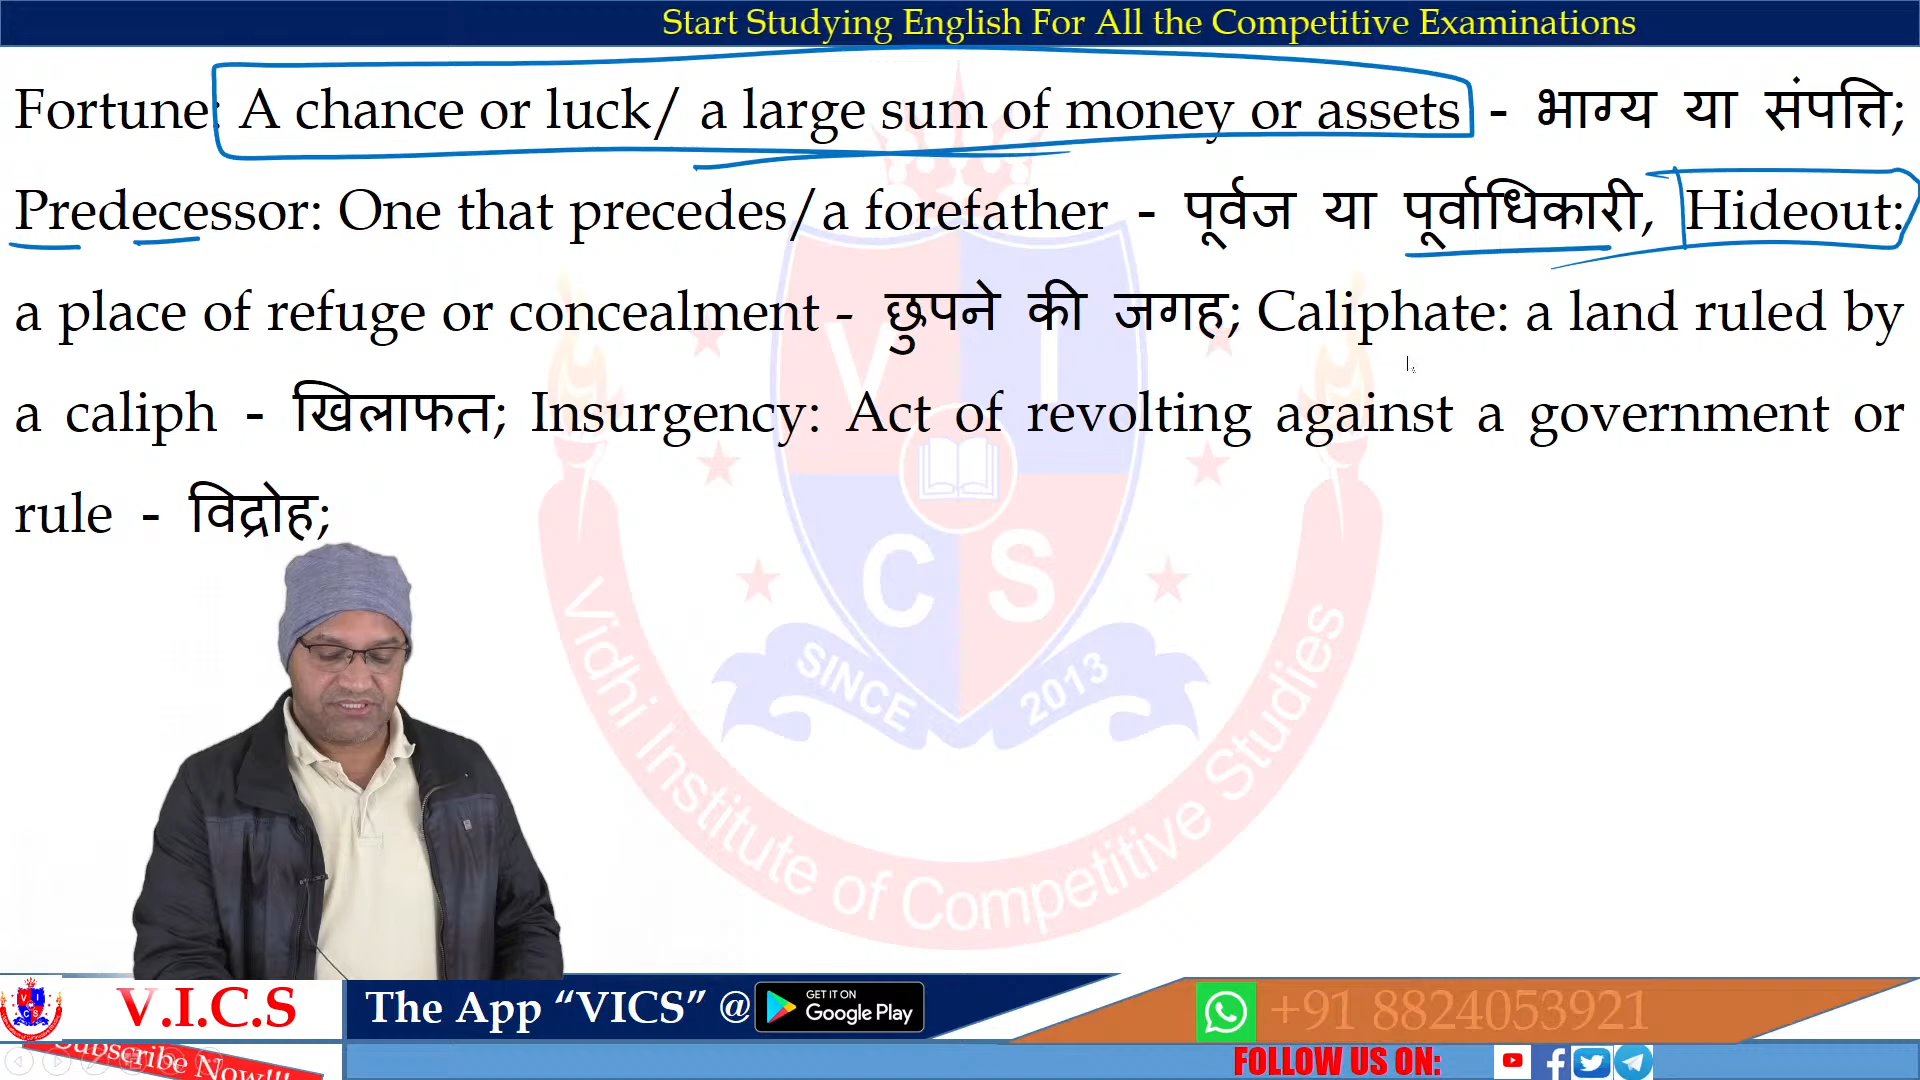 Start Studying English For All the Competitive Examinations
Fortune: A chance or luck/ a large sum of money or assets - भाग्य या संपत्ति;
Predecessor: One that precedes/a forefather - पूर्वज या पूर्वाधिकारी, Hideout:
a place of refuge or concealment - छुपने की जगह; Caliphate: a land ruled by
a caliph - खिलाफत; Insurgency: Act of revolting against a government or
rule - विद्रोह;
V I
C S
SINCE 2013
Vidhi Institute of Competitive Studies
V.I.C.S
The App “VICS” @
GET IT ON
Google Play
+91 8824053921
Subscribe Now!!!
FOLLOW US ON: